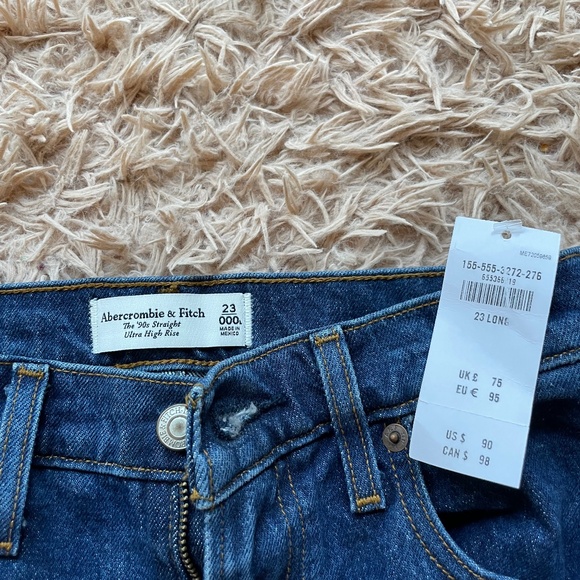 Abercrombie & Fitch
The '90s Straight
Ultra High Rise
23
000L
MADE IN
MEXICO
155-555-3272-276
23 LONG
UK £ 75
EU € 95
US $ 90
CAN $ 98